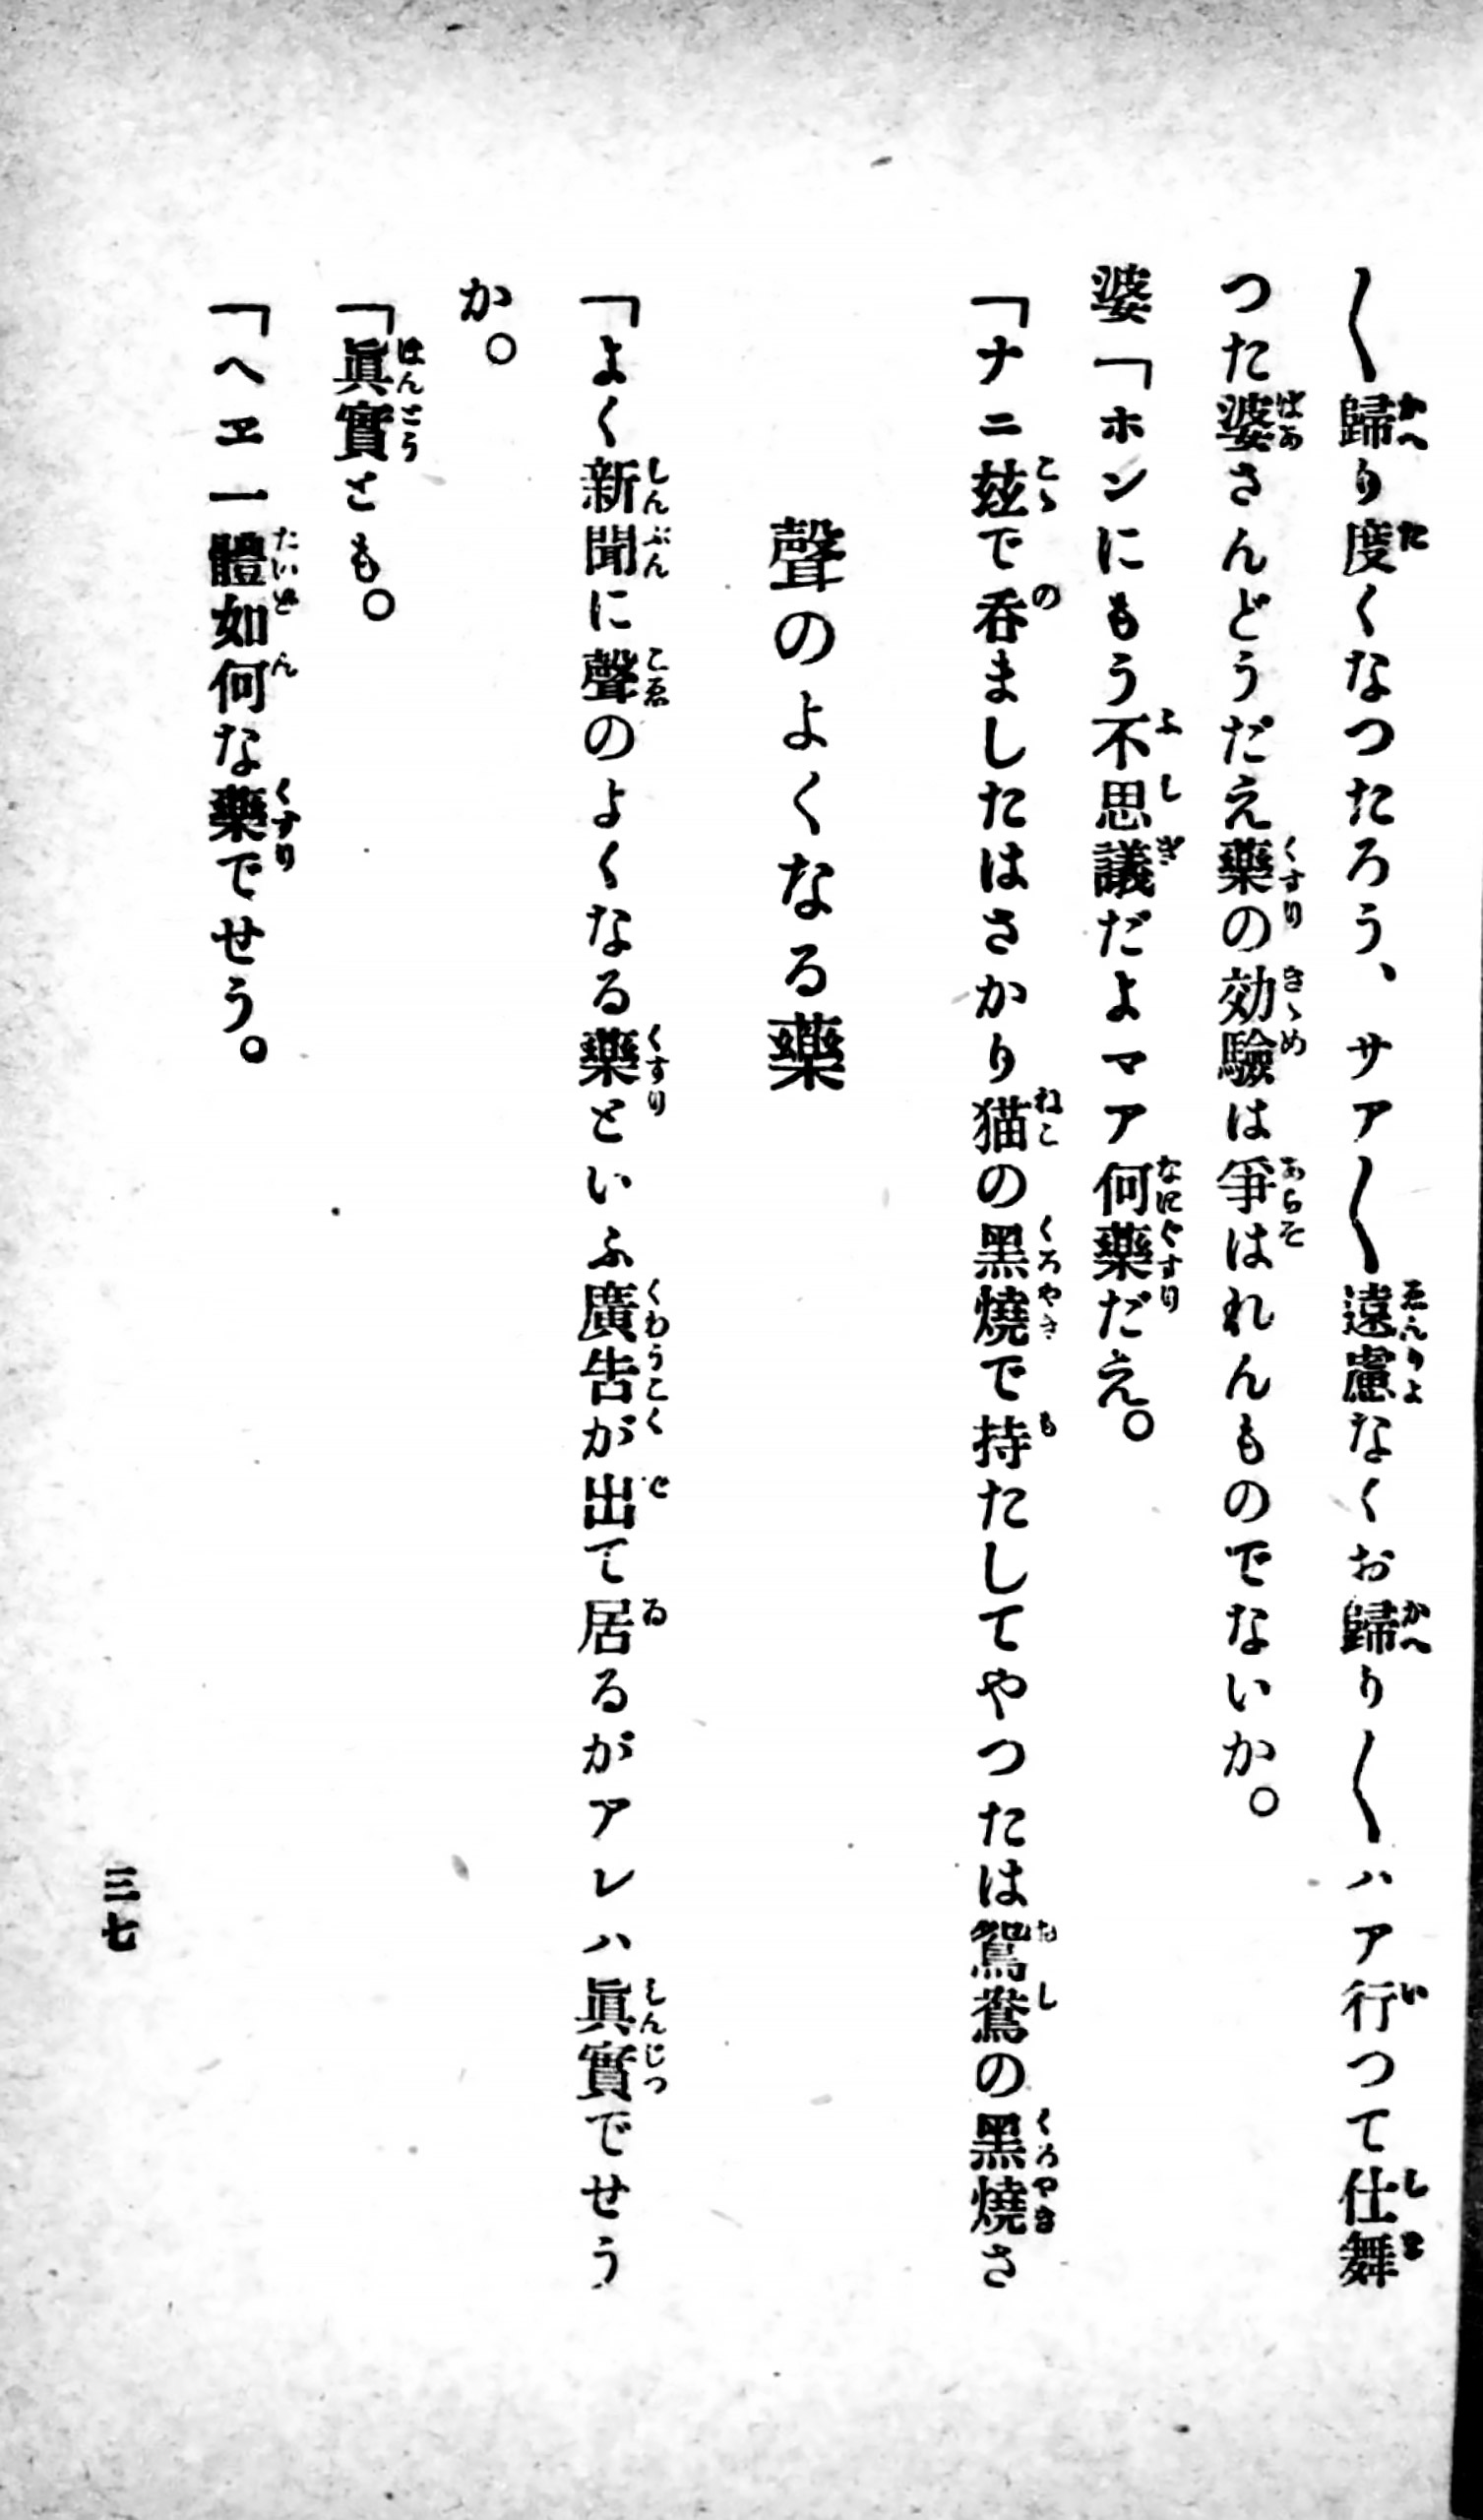 〱歸り度くなつたろう、サア〱遠慮なくお歸り〱ハア行つて仕舞
つた婆さんどうだえ藥の効驗は爭はれんものでないか。
婆「ホンにもう不思議だよマア何藥だえ。
「ナニ玆で呑ましたはさかり猫の黑燒で持たしてやつたは鴛鴦の黑燒さ
聲のよくなる藥
「よく新聞に聲のよくなる藥といふ廣告が出て居るがアレハ眞實でせう
か。
「眞實とも。
「ヘヱ一體如何な藥でせう。
三七